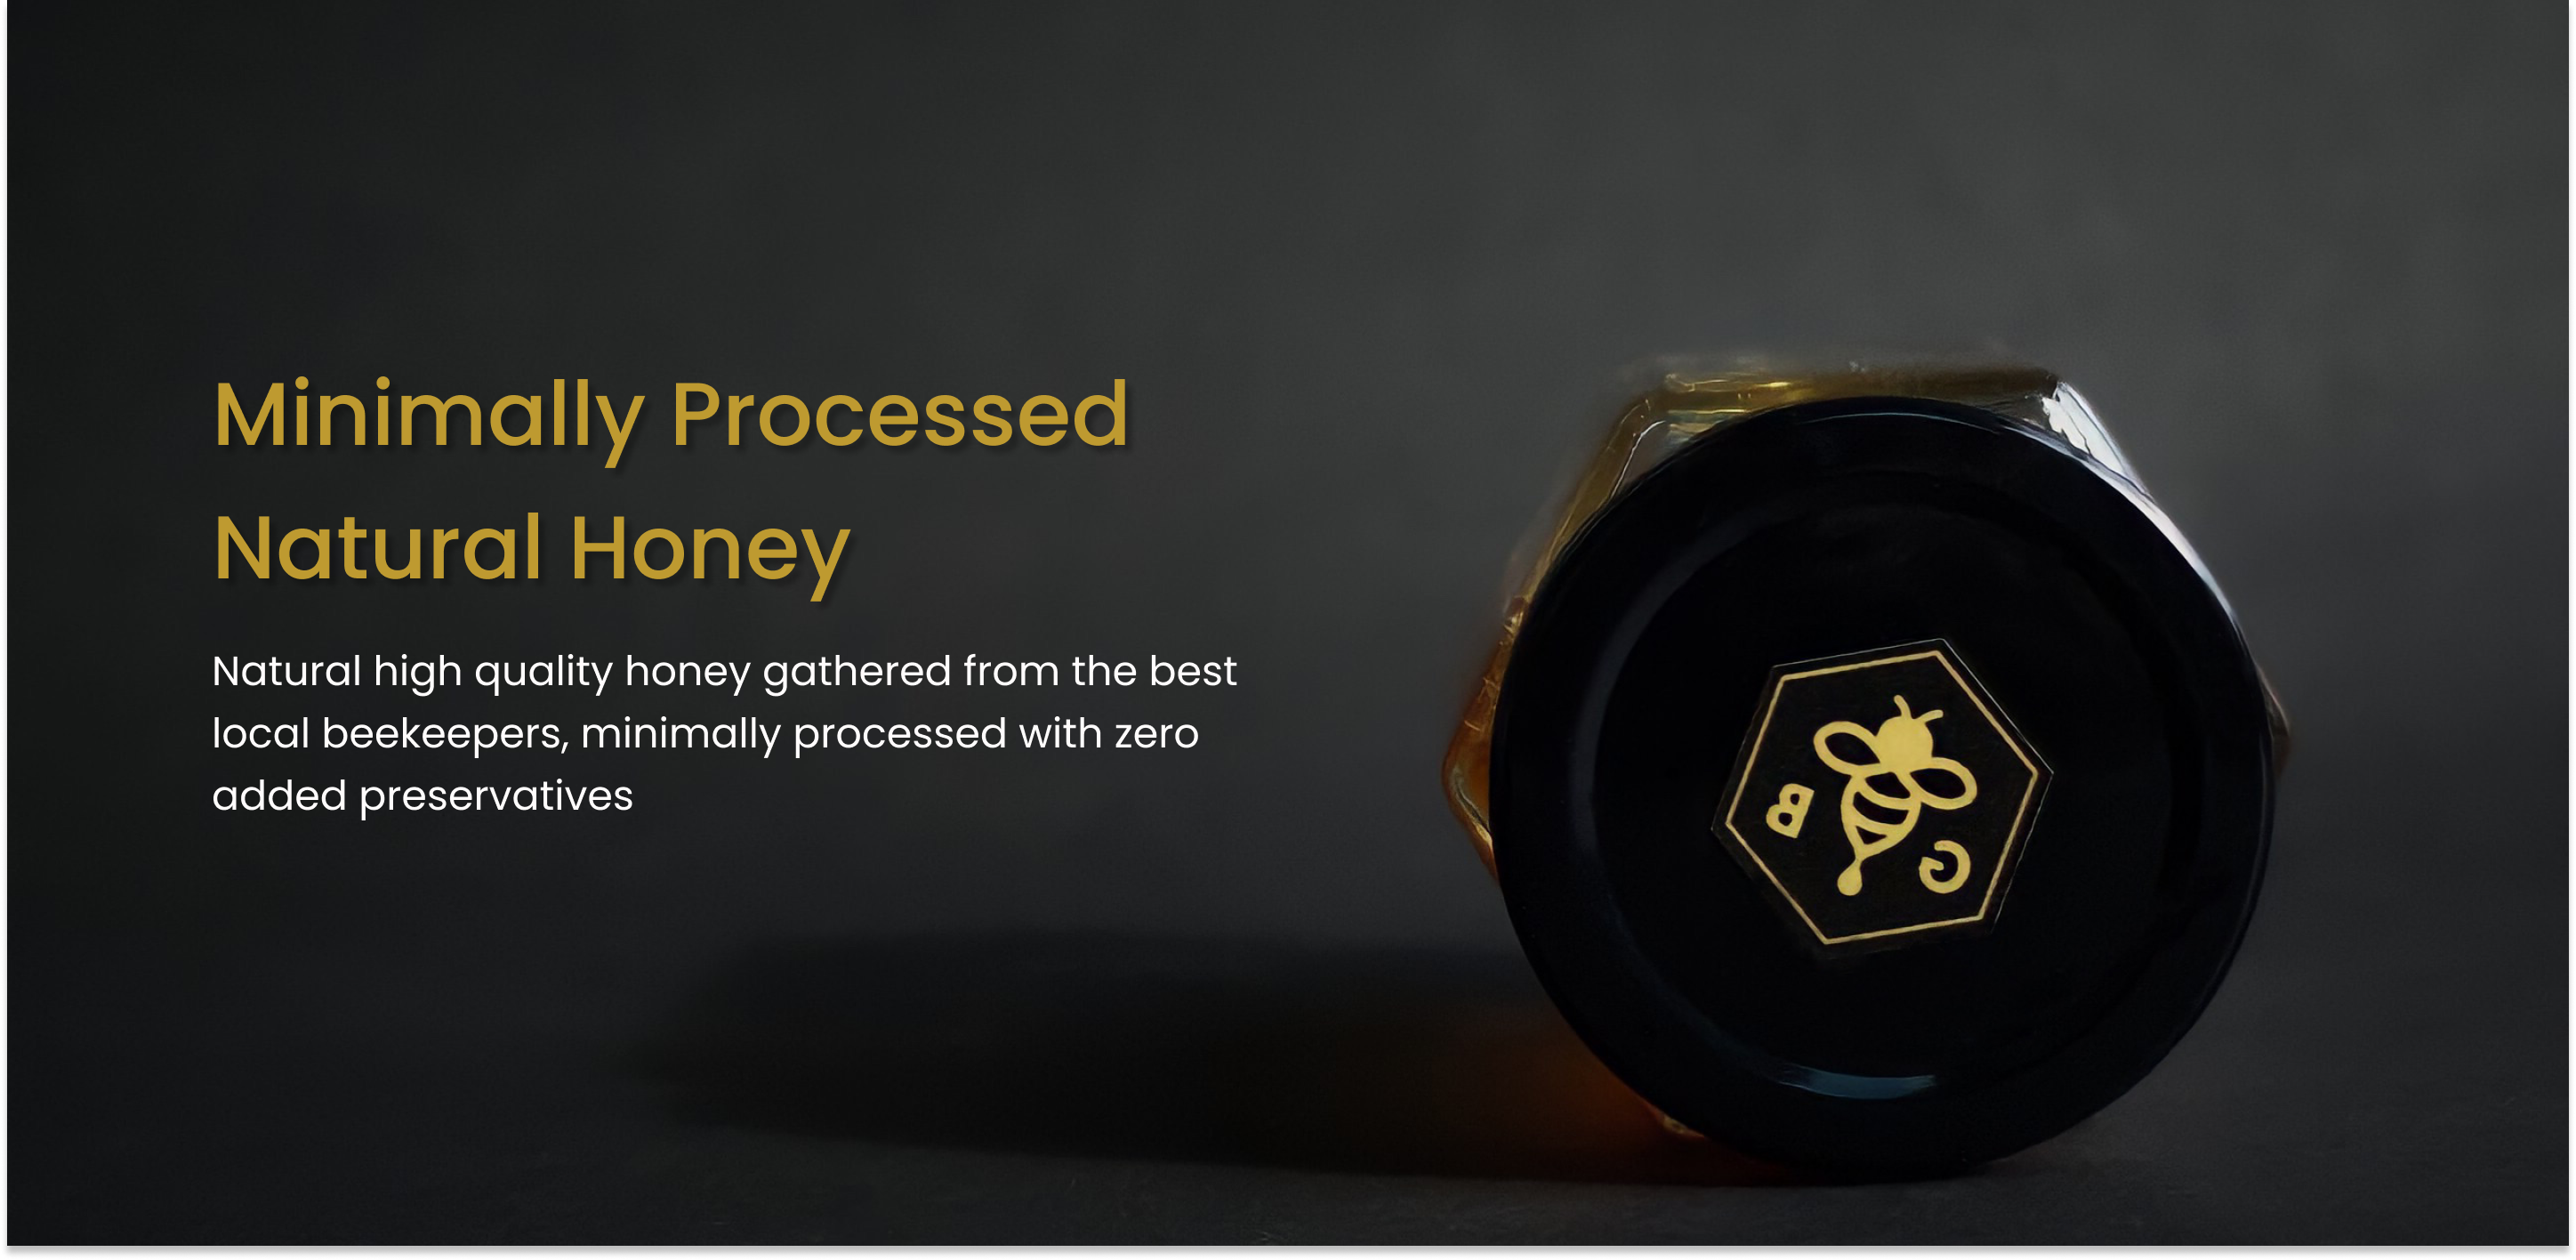 Minimally Processed
Natural Honey
Natural high quality honey gathered from the best
local beekeepers, minimally processed with zero
added preservatives
B G